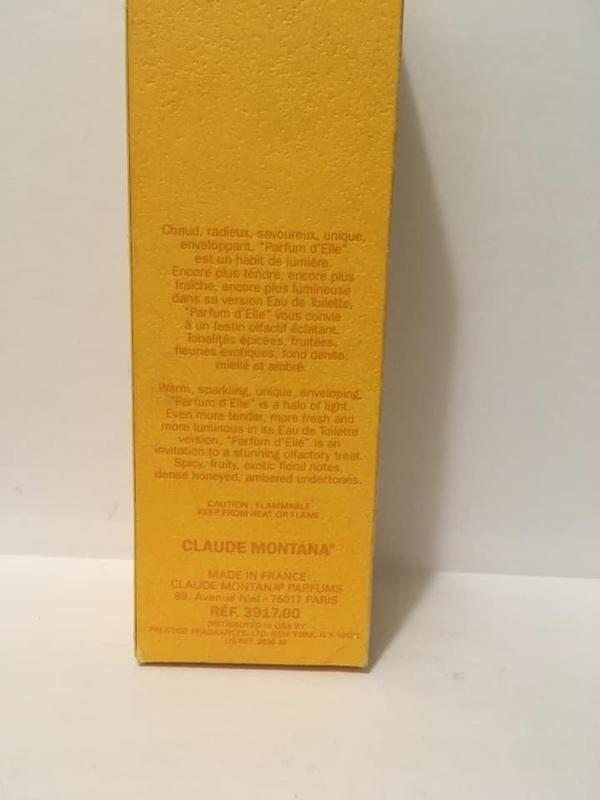 Chaud, radieux, savoureux, unique,
enveloppant, "Parfum d'Elle"
est un habit de lumière.
Encore plus tendre, encore plus
fraîche, encore plus lumineuse
dans sa version Eau de Toilette,
"Parfum d'Elle" vous convie
à un festin olfactif éclatant.
Tonalités épicées, fruitées,
fleuries exotiques, fond dense,
miellé et ambré.
Warm, sparkling, unique, enveloping,
"Parfum d'Elle" is a halo of light.
Even more tender, more fresh and
more luminous in its Eau de Toilette
version, "Parfum d'Elle" is an
invitation to a stunning olfactory treat.
Spicy, fruity, exotic floral notes,
dense honeyed, ambered undertones.
CAUTION : FLAMMABLE
KEEP FROM HEAT OR FLAME
CLAUDE MONTANA®
MADE IN FRANCE
CLAUDE MONTANA® PARFUMS
89, Avenue Niel - 75017 PARIS
RÉF. 3917.00
DISTRIBUTED IN USA BY
PRESTIGE FRAGRANCES, LTD. NEW YORK, N.Y.
US REF.